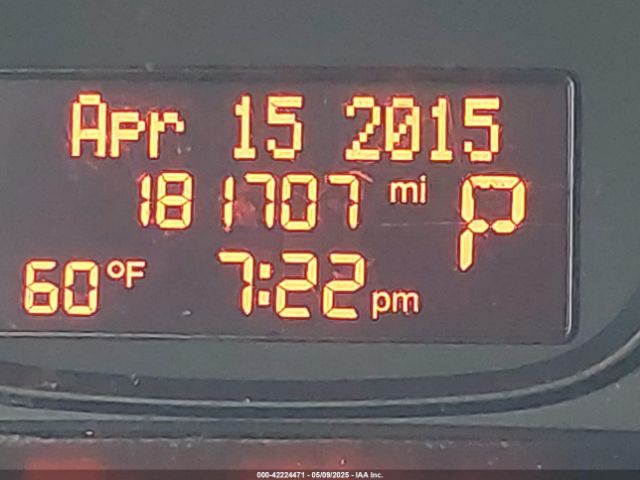 Apr 15 2015
181707 mi P
60°F 7:22 pm
000-42224471 - 05/09/2025 - IAA Inc.